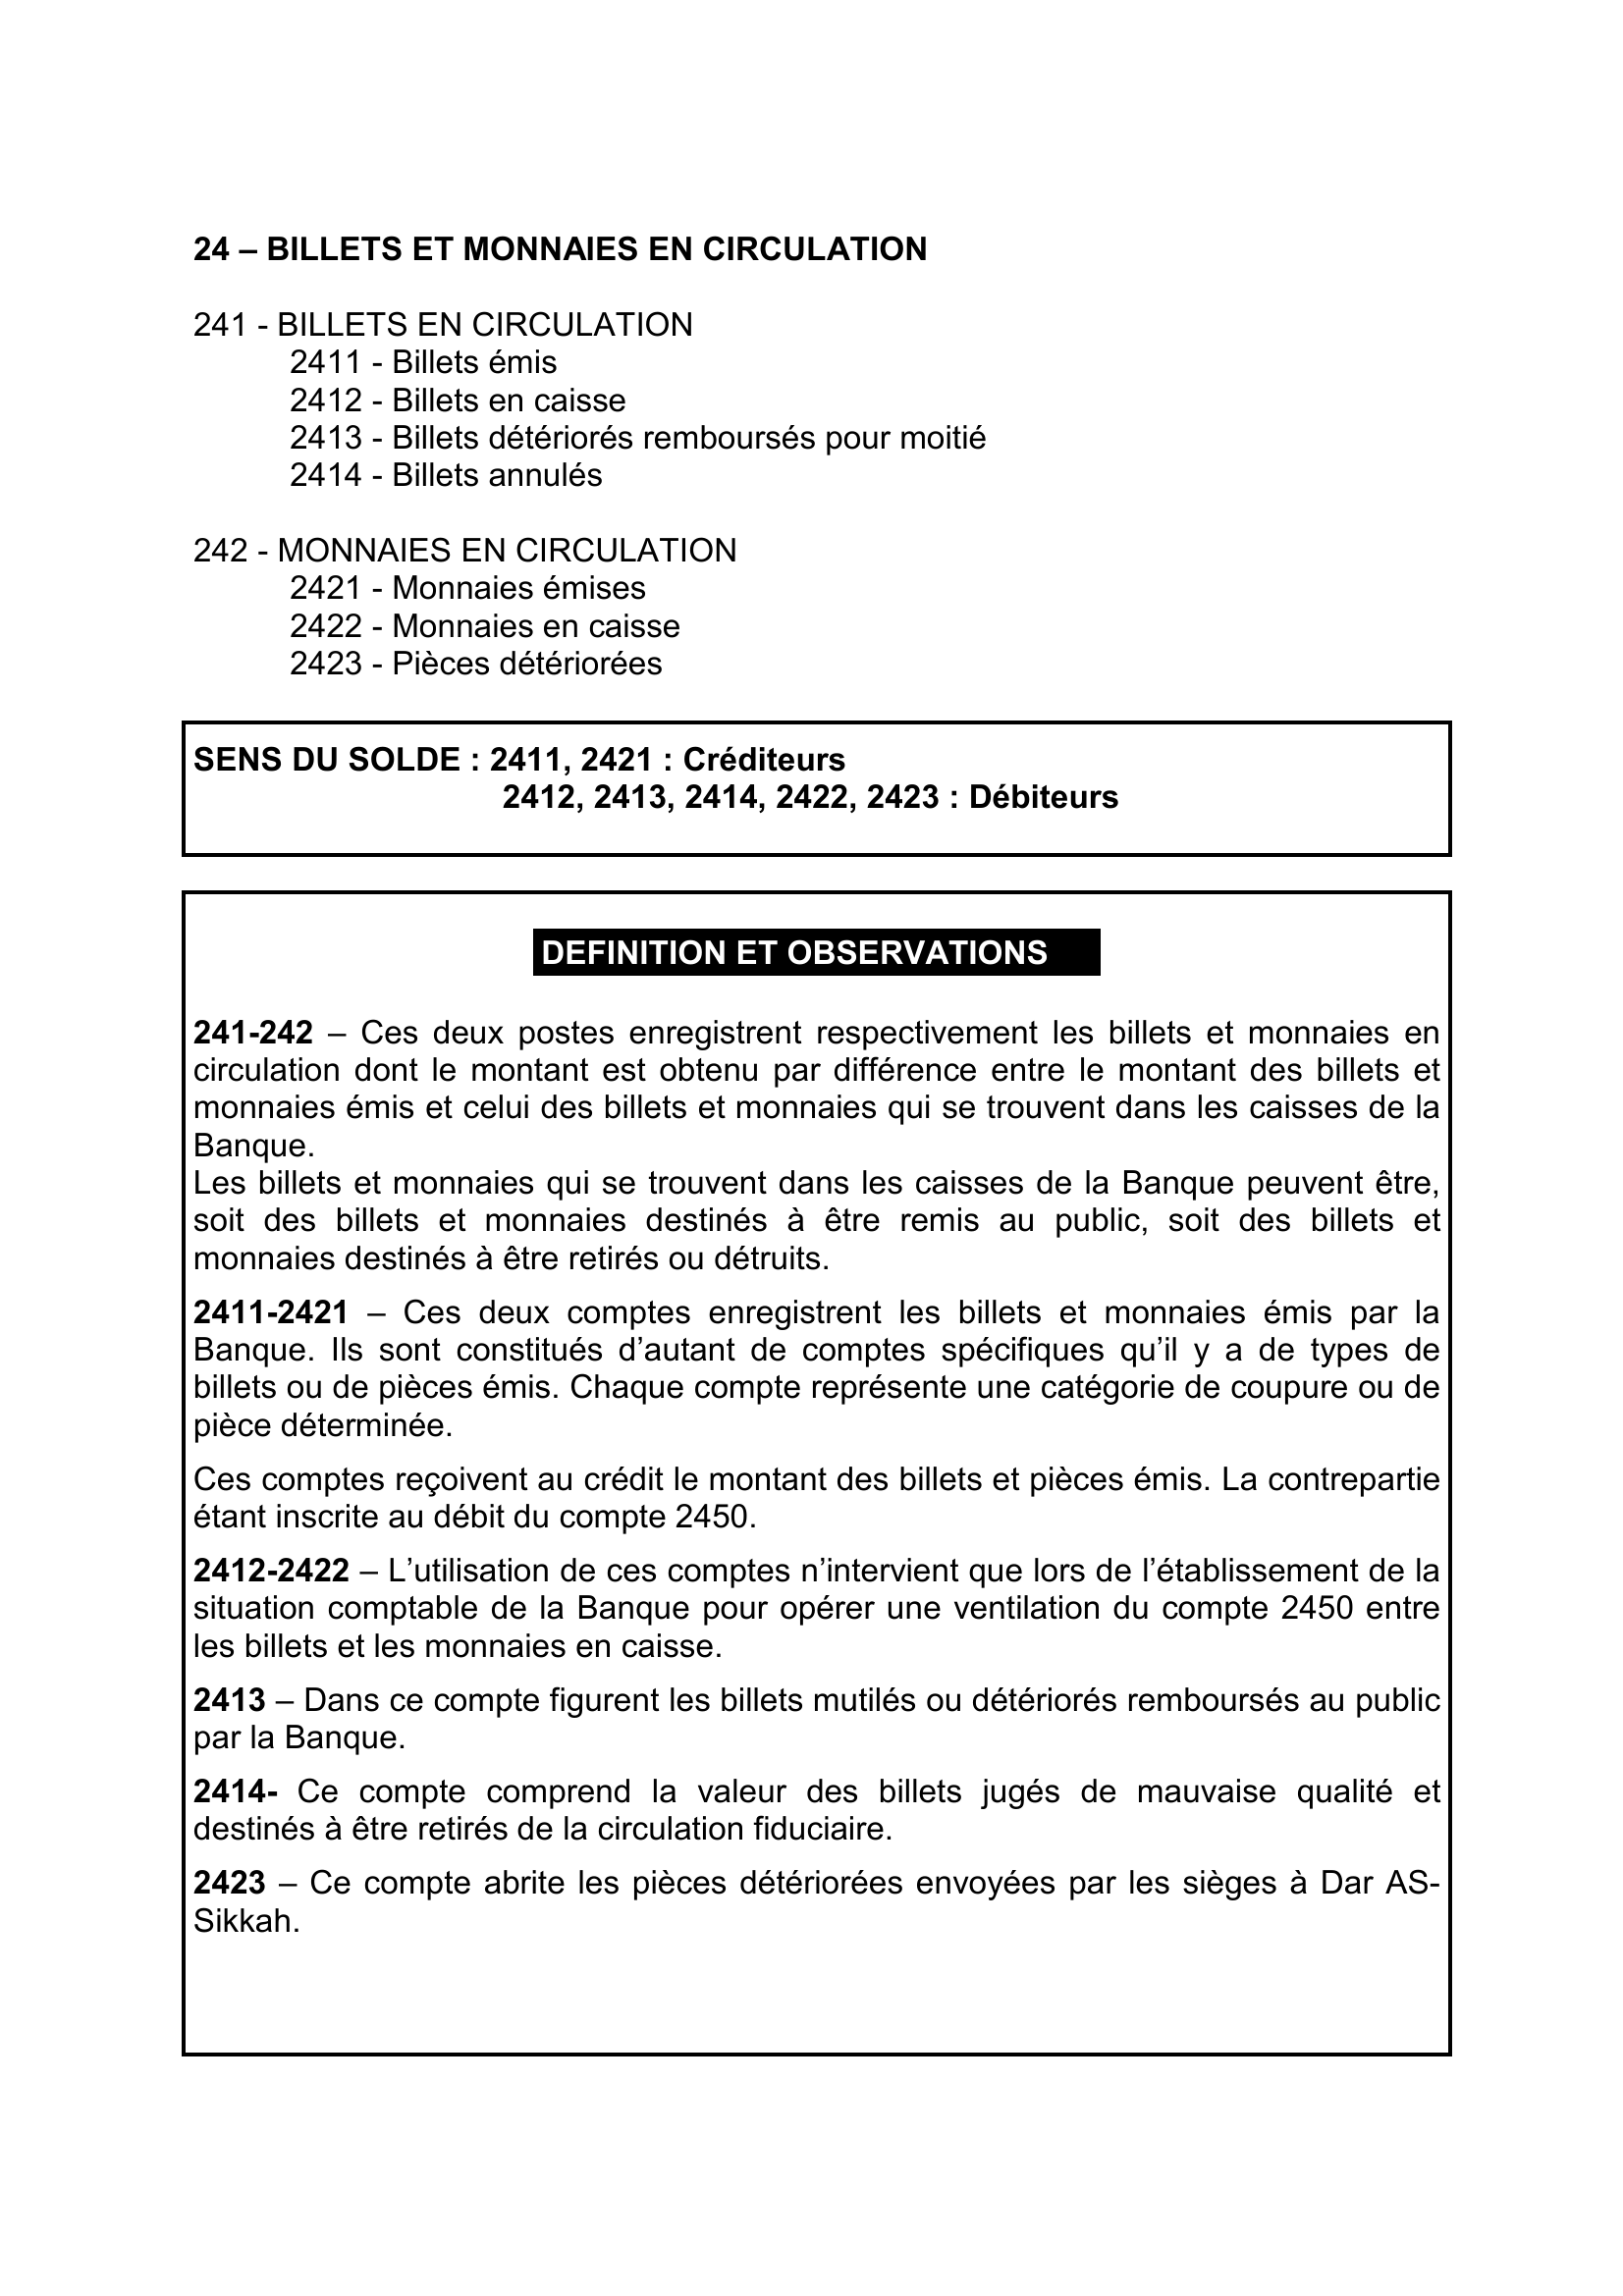 24 – BILLETS ET MONNAIES EN CIRCULATION
241 - BILLETS EN CIRCULATION
2411 - Billets émis
2412 - Billets en caisse
2413 - Billets détériorés remboursés pour moitié
2414 - Billets annulés
242 - MONNAIES EN CIRCULATION
2421 - Monnaies émises
2422 - Monnaies en caisse
2423 - Pièces détériorées
SENS DU SOLDE : 2411, 2421 : Créditeurs
2412, 2413, 2414, 2422, 2423 : Débiteurs
DEFINITION ET OBSERVATIONS
241-242 – Ces deux postes enregistrent respectivement les billets et monnaies en
circulation dont le montant est obtenu par différence entre le montant des billets et
monnaies émis et celui des billets et monnaies qui se trouvent dans les caisses de la
Banque.
Les billets et monnaies qui se trouvent dans les caisses de la Banque peuvent être,
soit des billets et monnaies destinés à être remis au public, soit des billets et
monnaies destinés à être retirés ou détruits.
2411-2421 – Ces deux comptes enregistrent les billets et monnaies émis par la
Banque. Ils sont constitués d’autant de comptes spécifiques qu’il y a de types de
billets ou de pièces émis. Chaque compte représente une catégorie de coupure ou de
pièce déterminée.
Ces comptes reçoivent au crédit le montant des billets et pièces émis. La contrepartie
étant inscrite au débit du compte 2450.
2412-2422 – L’utilisation de ces comptes n’intervient que lors de l’établissement de la
situation comptable de la Banque pour opérer une ventilation du compte 2450 entre
les billets et les monnaies en caisse.
2413 – Dans ce compte figurent les billets mutilés ou détériorés remboursés au public
par la Banque.
2414- Ce compte comprend la valeur des billets jugés de mauvaise qualité et
destinés à être retirés de la circulation fiduciaire.
2423 – Ce compte abrite les pièces détériorées envoyées par les sièges à Dar AS-
Sikkah.